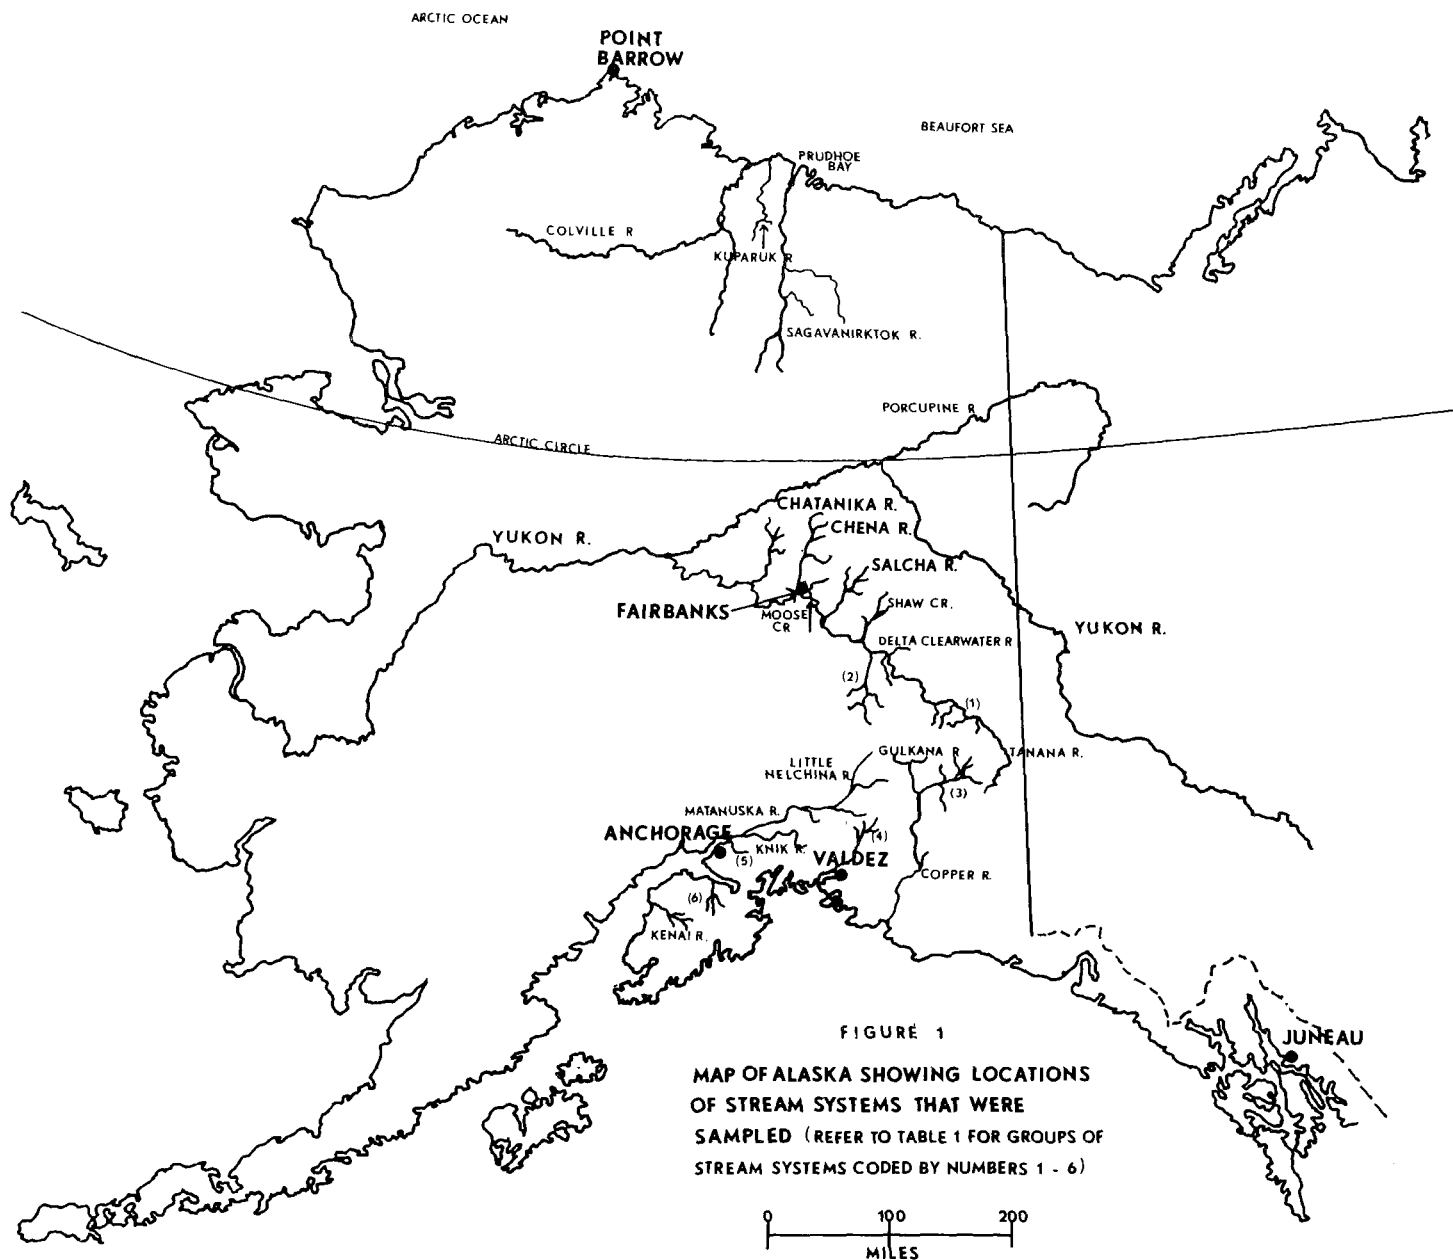 ARCTIC OCEAN
POINT
BARROW
BEAUFORT SEA
PRUDHOE
BAY
COLVILLE R
KUPARUK R
SAGAVANIRKTOK R.
PORCUPINE R
ARCTIC CIRCLE
CHATANIKA R.
CHENA R.
YUKON R.
SALCHA R.
FAIRBANKS
MOOSE
CR
SHAW CR.
YUKON R.
DELTA CLEARWATER R
(2)
(1)
GULKANA R
TANANA R.
LITTLE
NELCHINA R.
(3)
MATANUSKA R.
ANCHORAGE
(4)
KNIK R.
(5)
VALDEZ
COPPER R.
(6)
KENAI R.
JUNEAU
FIGURE 1
MAP OF ALASKA SHOWING LOCATIONS
OF STREAM SYSTEMS THAT WERE
SAMPLED (REFER TO TABLE 1 FOR GROUPS OF
STREAM SYSTEMS CODED BY NUMBERS 1 - 6)
0 100 200
MILES